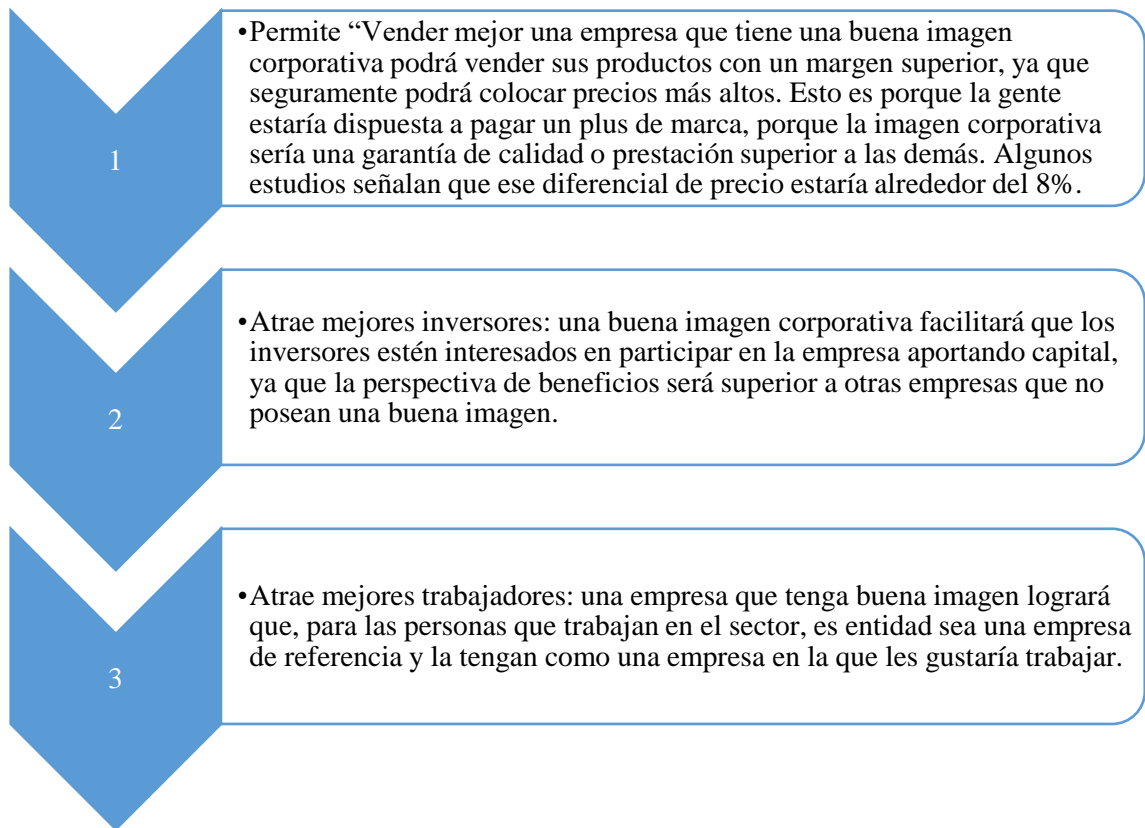 1
•Permite “Vender mejor una empresa que tiene una buena imagen
corporativa podrá vender sus productos con un margen superior, ya que
seguramente podrá colocar precios más altos. Esto es porque la gente
estaría dispuesta a pagar un plus de marca, porque la imagen corporativa
sería una garantía de calidad o prestación superior a las demás. Algunos
estudios señalan que ese diferencial de precio estaría alrededor del 8%.
2
•Atrae mejores inversores: una buena imagen corporativa facilitará que los
inversores estén interesados en participar en la empresa aportando capital,
ya que la perspectiva de beneficios será superior a otras empresas que no
posean una buena imagen.
3
•Atrae mejores trabajadores: una empresa que tenga buena imagen logrará
que, para las personas que trabajan en el sector, es entidad sea una empresa
de referencia y la tengan como una empresa en la que les gustaría trabajar.